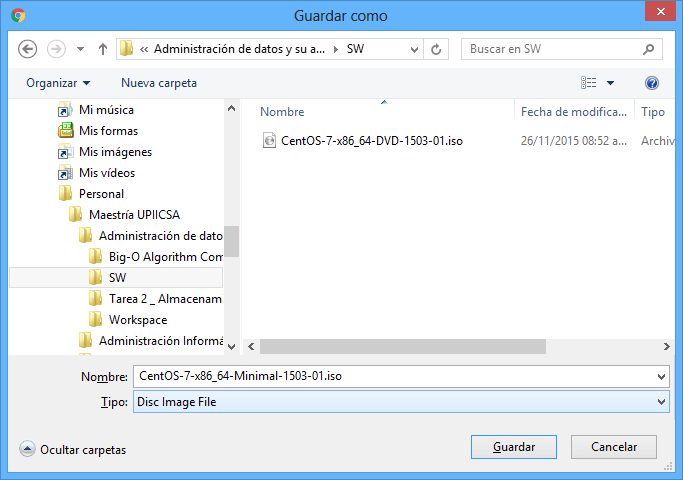 Guardar como
« Administración de datos y su a... SW
Buscar en SW
Organizar
Nueva carpeta
Mi música
Mis formas
Mis imágenes
Mis vídeos
Personal
Maestría UPIICSA
Administración de dato
Big-O Algorithm Com
SW
Tarea 2 _ Almacenam
Workspace
Administración Informá
Nombre
Fecha de modifica...
Tipo
CentOS-7-x86_64-DVD-1503-01.iso
26/11/2015 08:52 a...
Archiv
Nombre: CentOS-7-x86_64-Minimal-1503-01.iso
Tipo: Disc Image File
Ocultar carpetas
Guardar
Cancelar